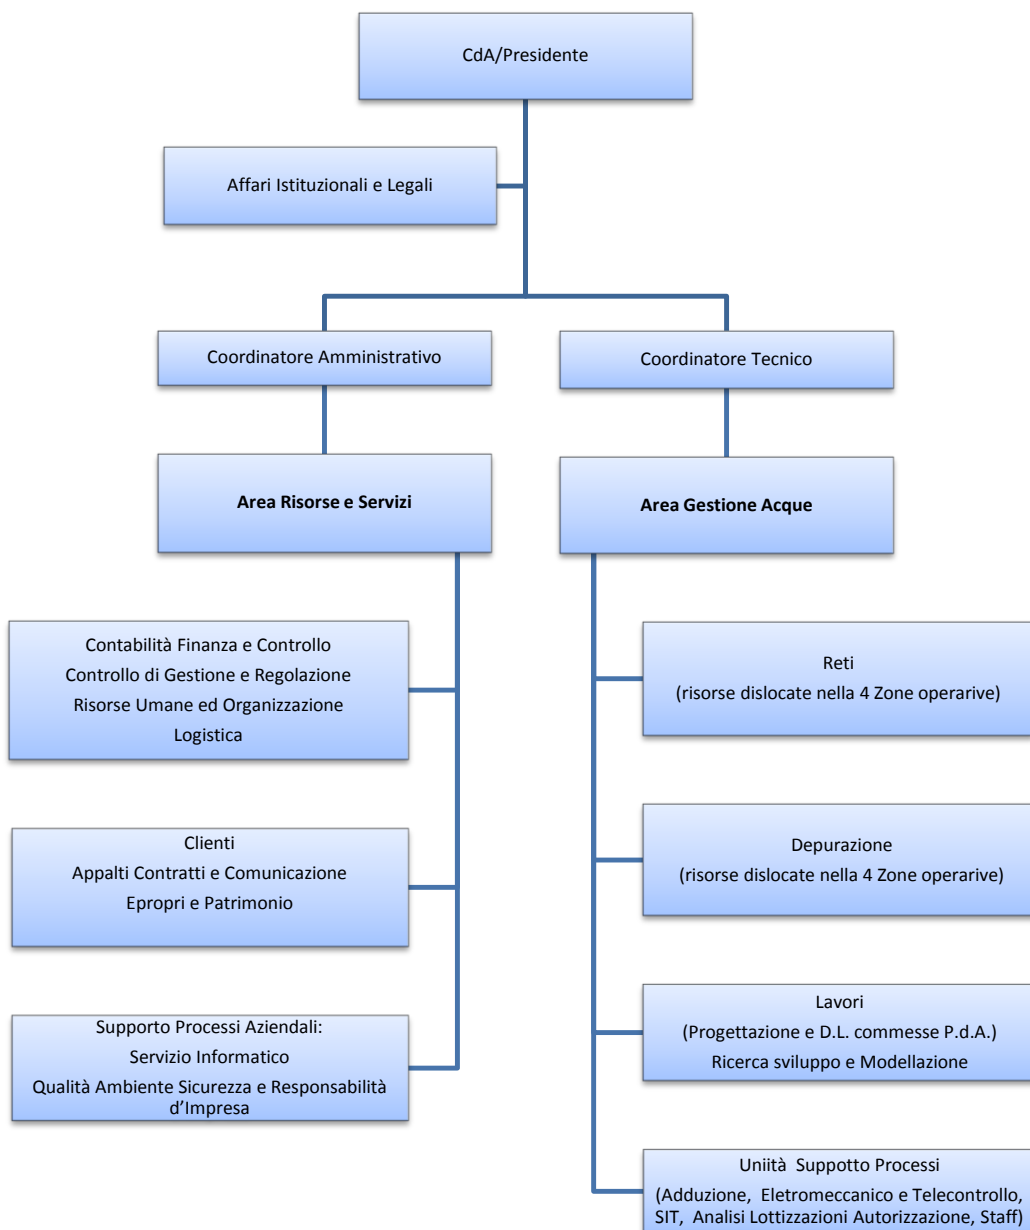 CdA/Presidente
Affari Istituzionali e Legali
Coordinatore Amministrativo
Coordinatore Tecnico
Area Risorse e Servizi
Area Gestione Acque
Contabilità Finanza e Controllo
Controllo di Gestione e Regolazione
Risorse Umane ed Organizzazione
Logistica
Reti
(risorse dislocate nella 4 Zone operarive)
Clienti
Appalti Contratti e Comunicazione
Epropri e Patrimonio
Depurazione
(risorse dislocate nella 4 Zone operarive)
Supporto Processi Aziendali:
Servizio Informatico
Qualità Ambiente Sicurezza e Responsabilità
d’Impresa
Lavori
(Progettazione e D.L. commesse P.d.A.)
Ricerca sviluppo e Modellazione
Uniità Suppotto Processi
(Adduzione, Eletromeccanico e Telecontrollo,
SIT, Analisi Lottizzazioni Autorizzazione, Staff)